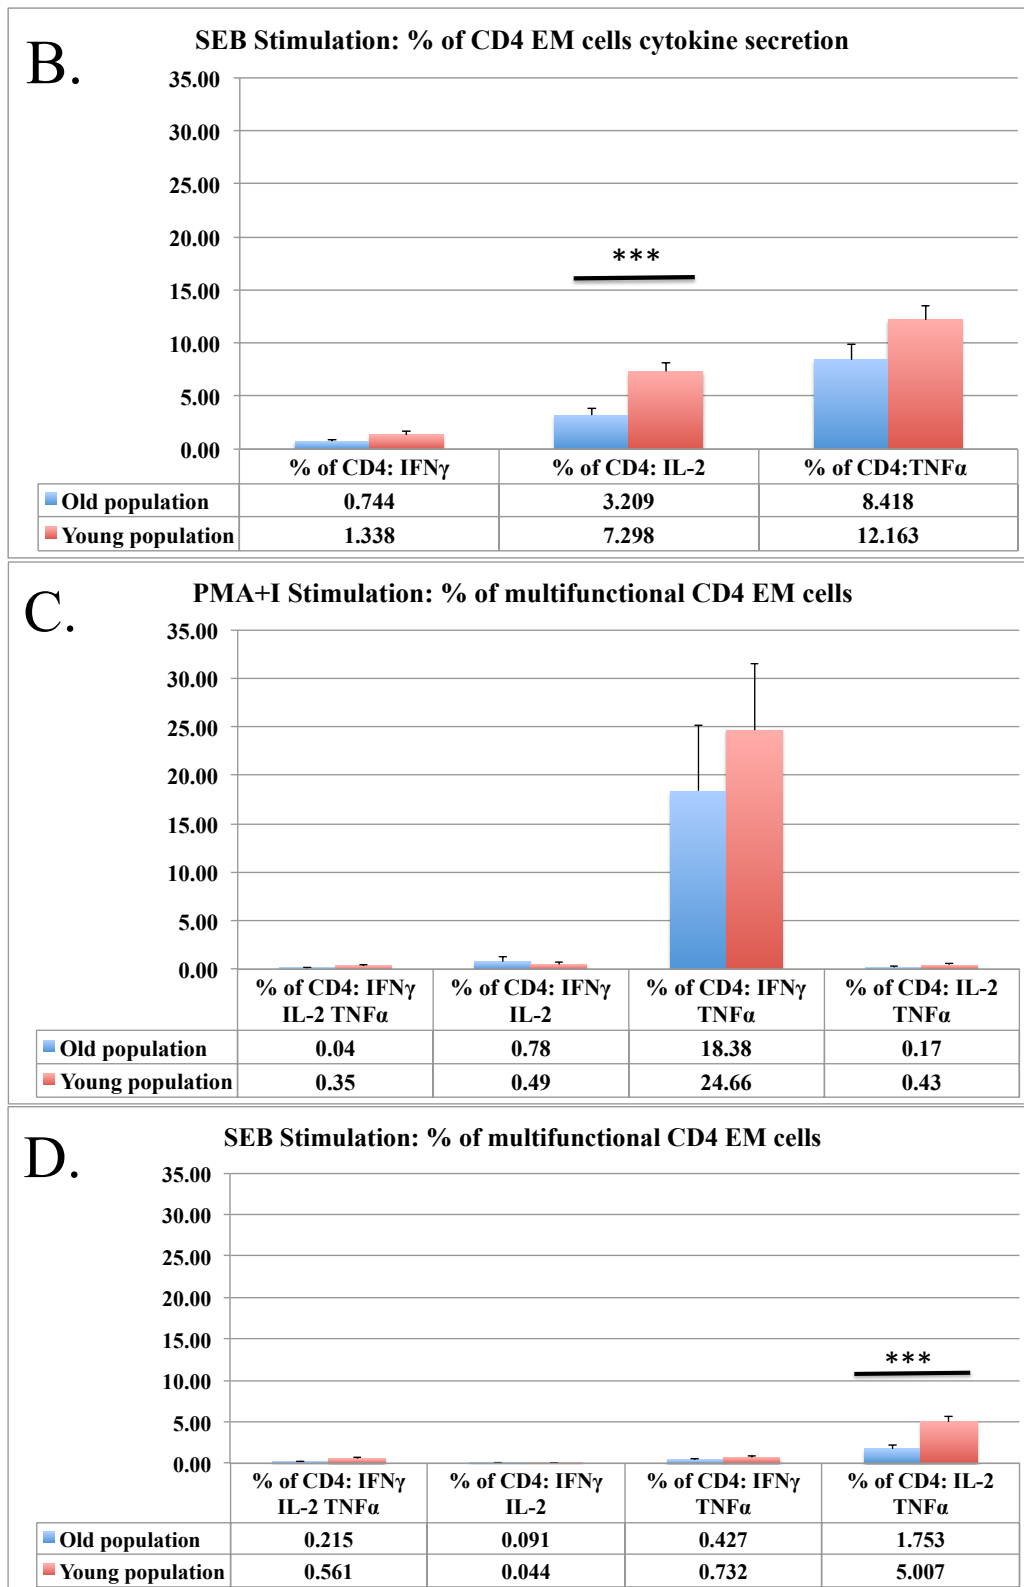 B.
SEB Stimulation: % of CD4 EM cells cytokine secretion
35.00
30.00
25.00
20.00
15.00
10.00
5.00
0.00
***
% of CD4: IFNγ % of CD4: IL-2 % of CD4:TNFα
Old population 0.744 3.209 8.418
Young population 1.338 7.298 12.163
C.
PMA+I Stimulation: % of multifunctional CD4 EM cells
35.00
30.00
25.00
20.00
15.00
10.00
5.00
0.00
% of CD4: IFNγ % of CD4: IFNγ % of CD4: IFNγ % of CD4: IL-2
IL-2 TNFα IL-2 TNFα TNFα
Old population 0.04 0.78 18.38 0.17
Young population 0.35 0.49 24.66 0.43
D.
SEB Stimulation: % of multifunctional CD4 EM cells
35.00
30.00
25.00
20.00
15.00
10.00
5.00
0.00
***
% of CD4: IFNγ % of CD4: IFNγ % of CD4: IFNγ % of CD4: IL-2
IL-2 TNFα IL-2 TNFα TNFα
Old population 0.215 0.091 0.427 1.753
Young population 0.561 0.044 0.732 5.007